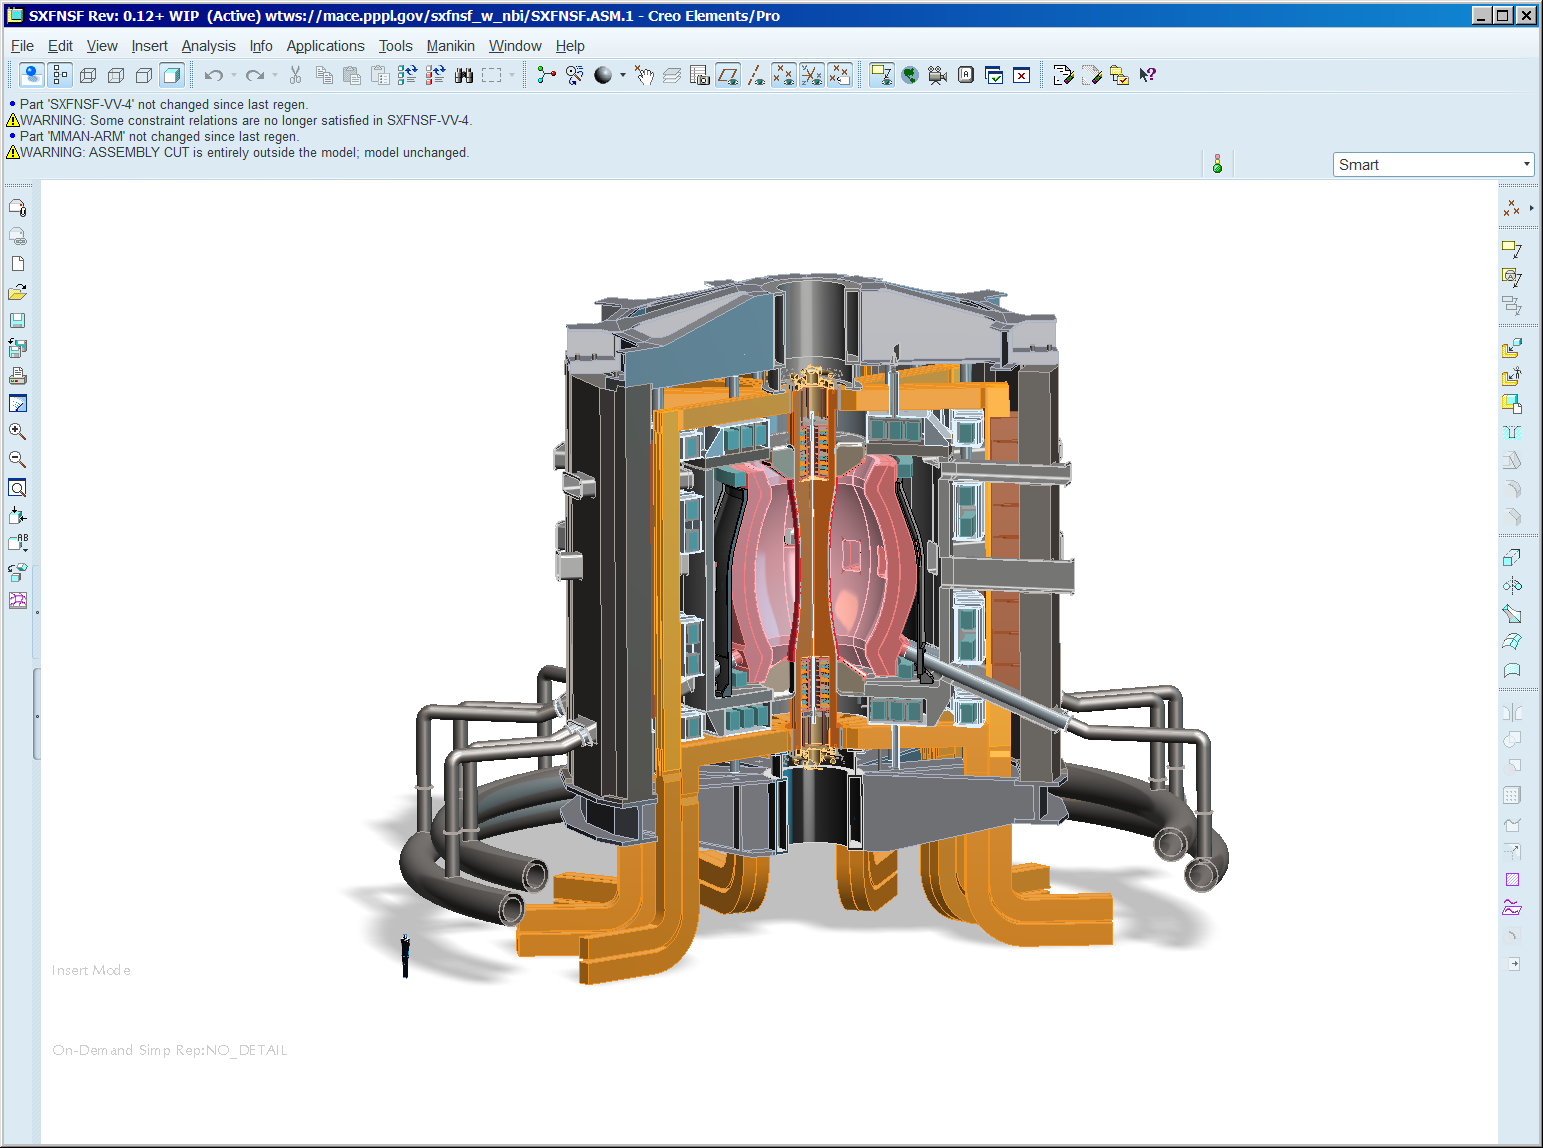 SXFNSF Rev: 0.12+ WIP  (Active) wtws://mace.pppl.gov/sxfnsf_w_nbi/SXFNSF.ASM.1 - Creo Elements/Pro
File Edit View Insert Analysis Info Applications Tools Manikin Window Help
Part 'SXFNSF-VV-4' not changed since last regen.
WARNING: Some constraint relations are no longer satisfied in SXFNSF-VV-4.
Part 'MMAN-ARM' not changed since last regen.
WARNING: ASSEMBLY CUT is entirely outside the model; model unchanged.
Smart
Insert Mode
On-Demand Simp Rep:NO_DETAIL